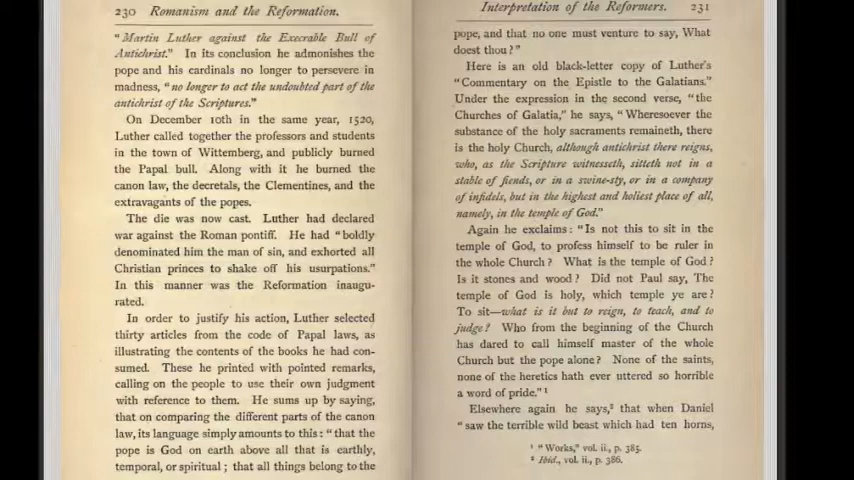 230 Romanism and the Reformation.
"Martin Luther against the Execrable Bull of
Antichrist." In its conclusion he admonishes the
pope and his cardinals no longer to persevere in
madness, "no longer to act the undoubted part of the
antichrist of the Scriptures."
On December 10th in the same year, 1520,
Luther called together the professors and students
in the town of Wittemberg, and publicly burned
the Papal bull. Along with it he burned the
canon law, the decretals, the Clementines, and the
extravagants of the popes.
The die was now cast. Luther had declared
war against the Roman pontiff. He had "boldly
denominated him the man of sin, and exhorted all
Christian princes to shake off his usurpations."
In this manner was the Reformation inaugu-
rated.
In order to justify his action, Luther selected
thirty articles from the code of Papal laws, as
illustrating the contents of the books he had con-
sumed. These he printed with pointed remarks,
calling on the people to use their own judgment
with reference to them. He sums up by saying,
that on comparing the different parts of the canon
law, its language simply amounts to this: "that the
pope is God on earth above all that is earthly,
temporal, or spiritual; that all things belong to the
Interpretation of the Reformers. 231
pope, and that no one must venture to say, What
doest thou?"
Here is an old black-letter copy of Luther's
"Commentary on the Epistle to the Galatians."
Under the expression in the second verse, "the
Churches of Galatia," he says, "Wheresoever the
substance of the holy sacraments remaineth, there
is the holy Church, although antichrist there reigns,
who, as the Scripture witnesseth, sitteth not in a
stable of fiends, or in a swine-sty, or in a company
of infidels, but in the highest and holiest place of all,
namely, in the temple of God."
Again he exclaims: "Is not this to sit in the
temple of God, to profess himself to be ruler in
the whole Church? What is the temple of God?
Is it stones and wood? Did not Paul say, The
temple of God is holy, which temple ye are?
To sit—what is it but to reign, to teach, and to
judge? Who from the beginning of the Church
has dared to call himself master of the whole
Church but the pope alone? None of the saints,
none of the heretics hath ever uttered so horrible
a word of pride." ¹
Elsewhere again he says,² that when Daniel
"saw the terrible wild beast which had ten horns,
¹ "Works," vol. ii., p. 385.
² Ibid., vol. ii., p. 386.